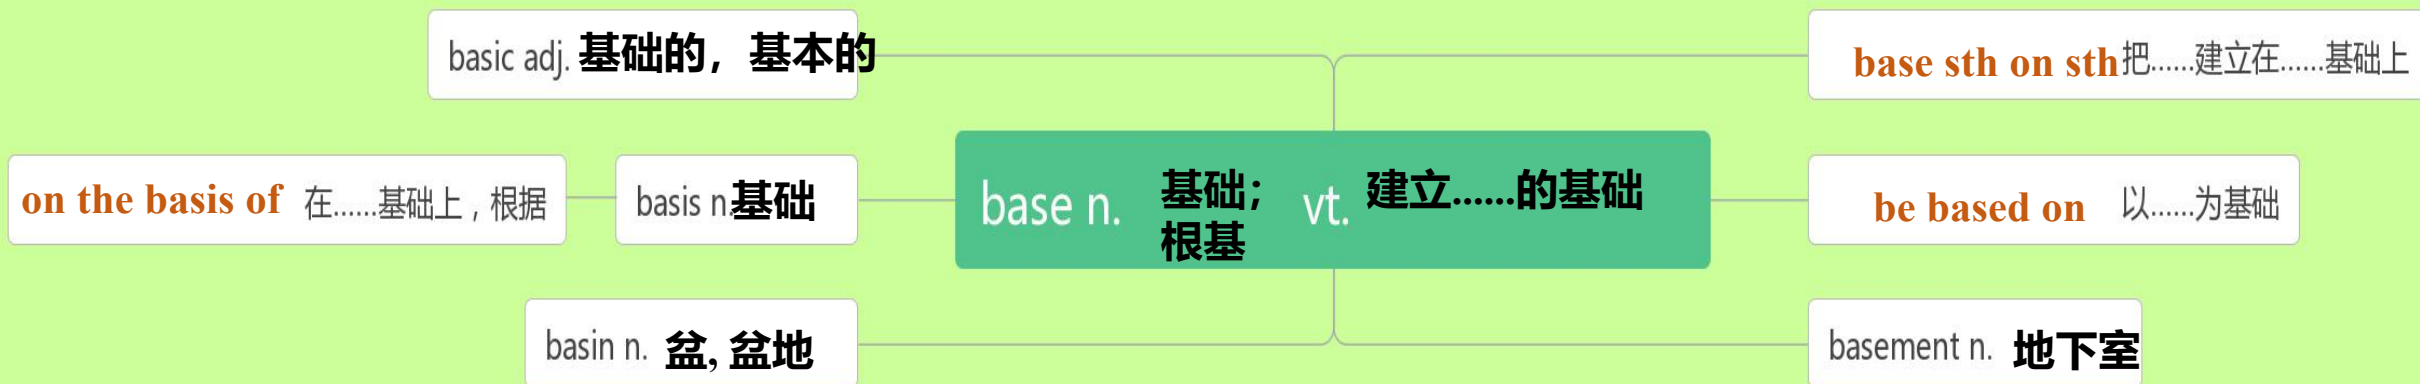 basic adj. 基础的，基本的
base sth on sth 把......建立在......基础上
on the basis of 在......基础上，根据
basis n.基础
base n. 基础； vt. 建立......的基础
根基
be based on 以......为基础
basin n. 盆, 盆地
basement n. 地下室